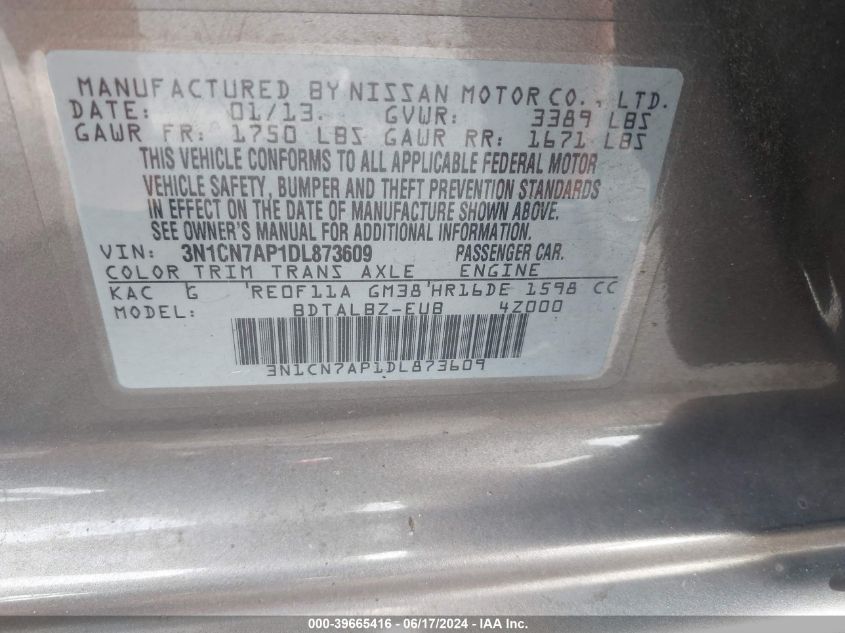 MANUFACTURED BY NISSAN MOTOR CO., LTD.
DATE: 01/13. GVWR: 3389 LBS
GAWR FR: 1750 LBS GAWR RR: 1671 LBS
THIS VEHICLE CONFORMS TO ALL APPLICABLE FEDERAL MOTOR
VEHICLE SAFETY, BUMPER AND THEFT PREVENTION STANDARDS
IN EFFECT ON THE DATE OF MANUFACTURE SHOWN ABOVE.
SEE OWNER'S MANUAL FOR ADDITIONAL INFORMATION.
VIN: 3N1CN7AP1DL873609 PASSENGER CAR.
COLOR TRIM TRANS AXLE ENGINE
KAC G 'RE0F11A GM38'HR16DE 1598 CC
MODEL: BDTALBZ-EUB 4Z000
3N1CN7AP1DL873609
000-39665416 - 06/17/2024 - IAA Inc.